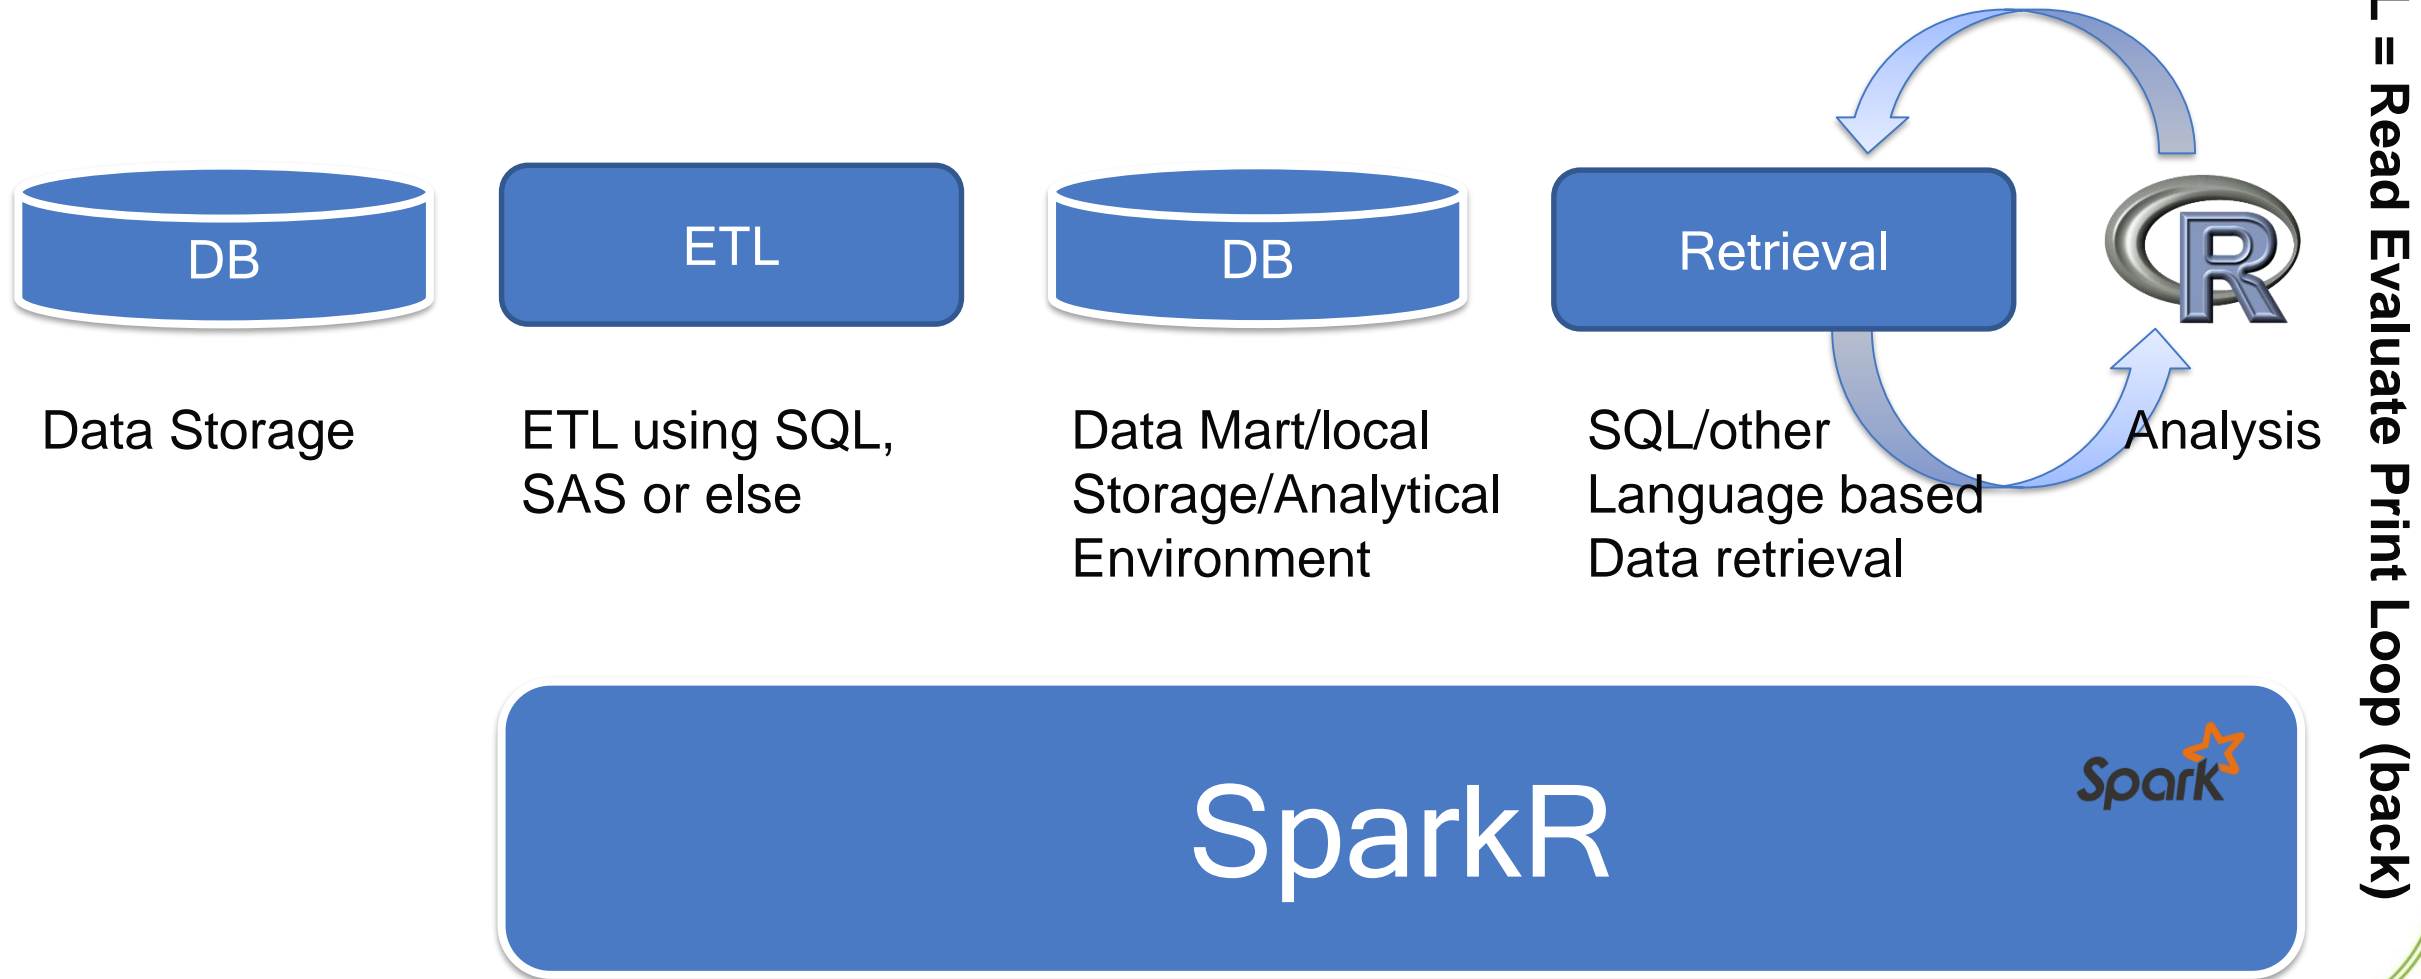 DB
ETL
DB
Retrieval
R
Data Storage
ETL using SQL,
SAS or else
Data Mart/local
Storage/Analytical
Environment
SQL/other
Language based
Data retrieval
Analysis
SparkR
Spark
L = Read Evaluate Print Loop (back)